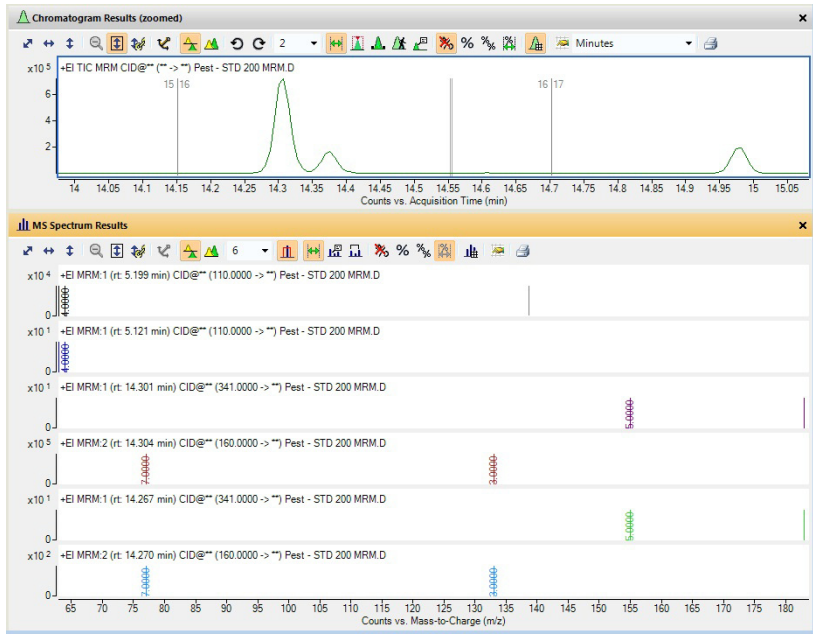 Chromatogram Results (zoomed)
2 Minutes
x10 5 +EI TIC MRM CID@** (** -> **) Pest - STD 200 MRM.D
15 16 16 17
6
4
2
14 14.05 14.1 14.15 14.2 14.25 14.3 14.35 14.4 14.45 14.5 14.55 14.6 14.65 14.7 14.75 14.8 14.85 14.9 14.95 15 15.05
Counts vs. Acquisition Time (min)
MS Spectrum Results
6
x10 4 +EI MRM:1 (rt: 5.199 min) CID@** (110.0000 -> **) Pest - STD 200 MRM.D
0
x10 1 +EI MRM:1 (rt: 5.121 min) CID@** (110.0000 -> **) Pest - STD 200 MRM.D
0
x10 1 +EI MRM:1 (rt: 14.301 min) CID@** (341.0000 -> **) Pest - STD 200 MRM.D
0
x10 5 +EI MRM:2 (rt: 14.304 min) CID@** (160.0000 -> **) Pest - STD 200 MRM.D
0
x10 1 +EI MRM:1 (rt: 14.267 min) CID@** (341.0000 -> **) Pest - STD 200 MRM.D
0
x10 2 +EI MRM:2 (rt: 14.270 min) CID@** (160.0000 -> **) Pest - STD 200 MRM.D
0
65 70 75 80 85 90 95 100 105 110 115 120 125 130 135 140 145 150 155 160 165 170 175 180
Counts vs. Mass-to-Charge (m/z)